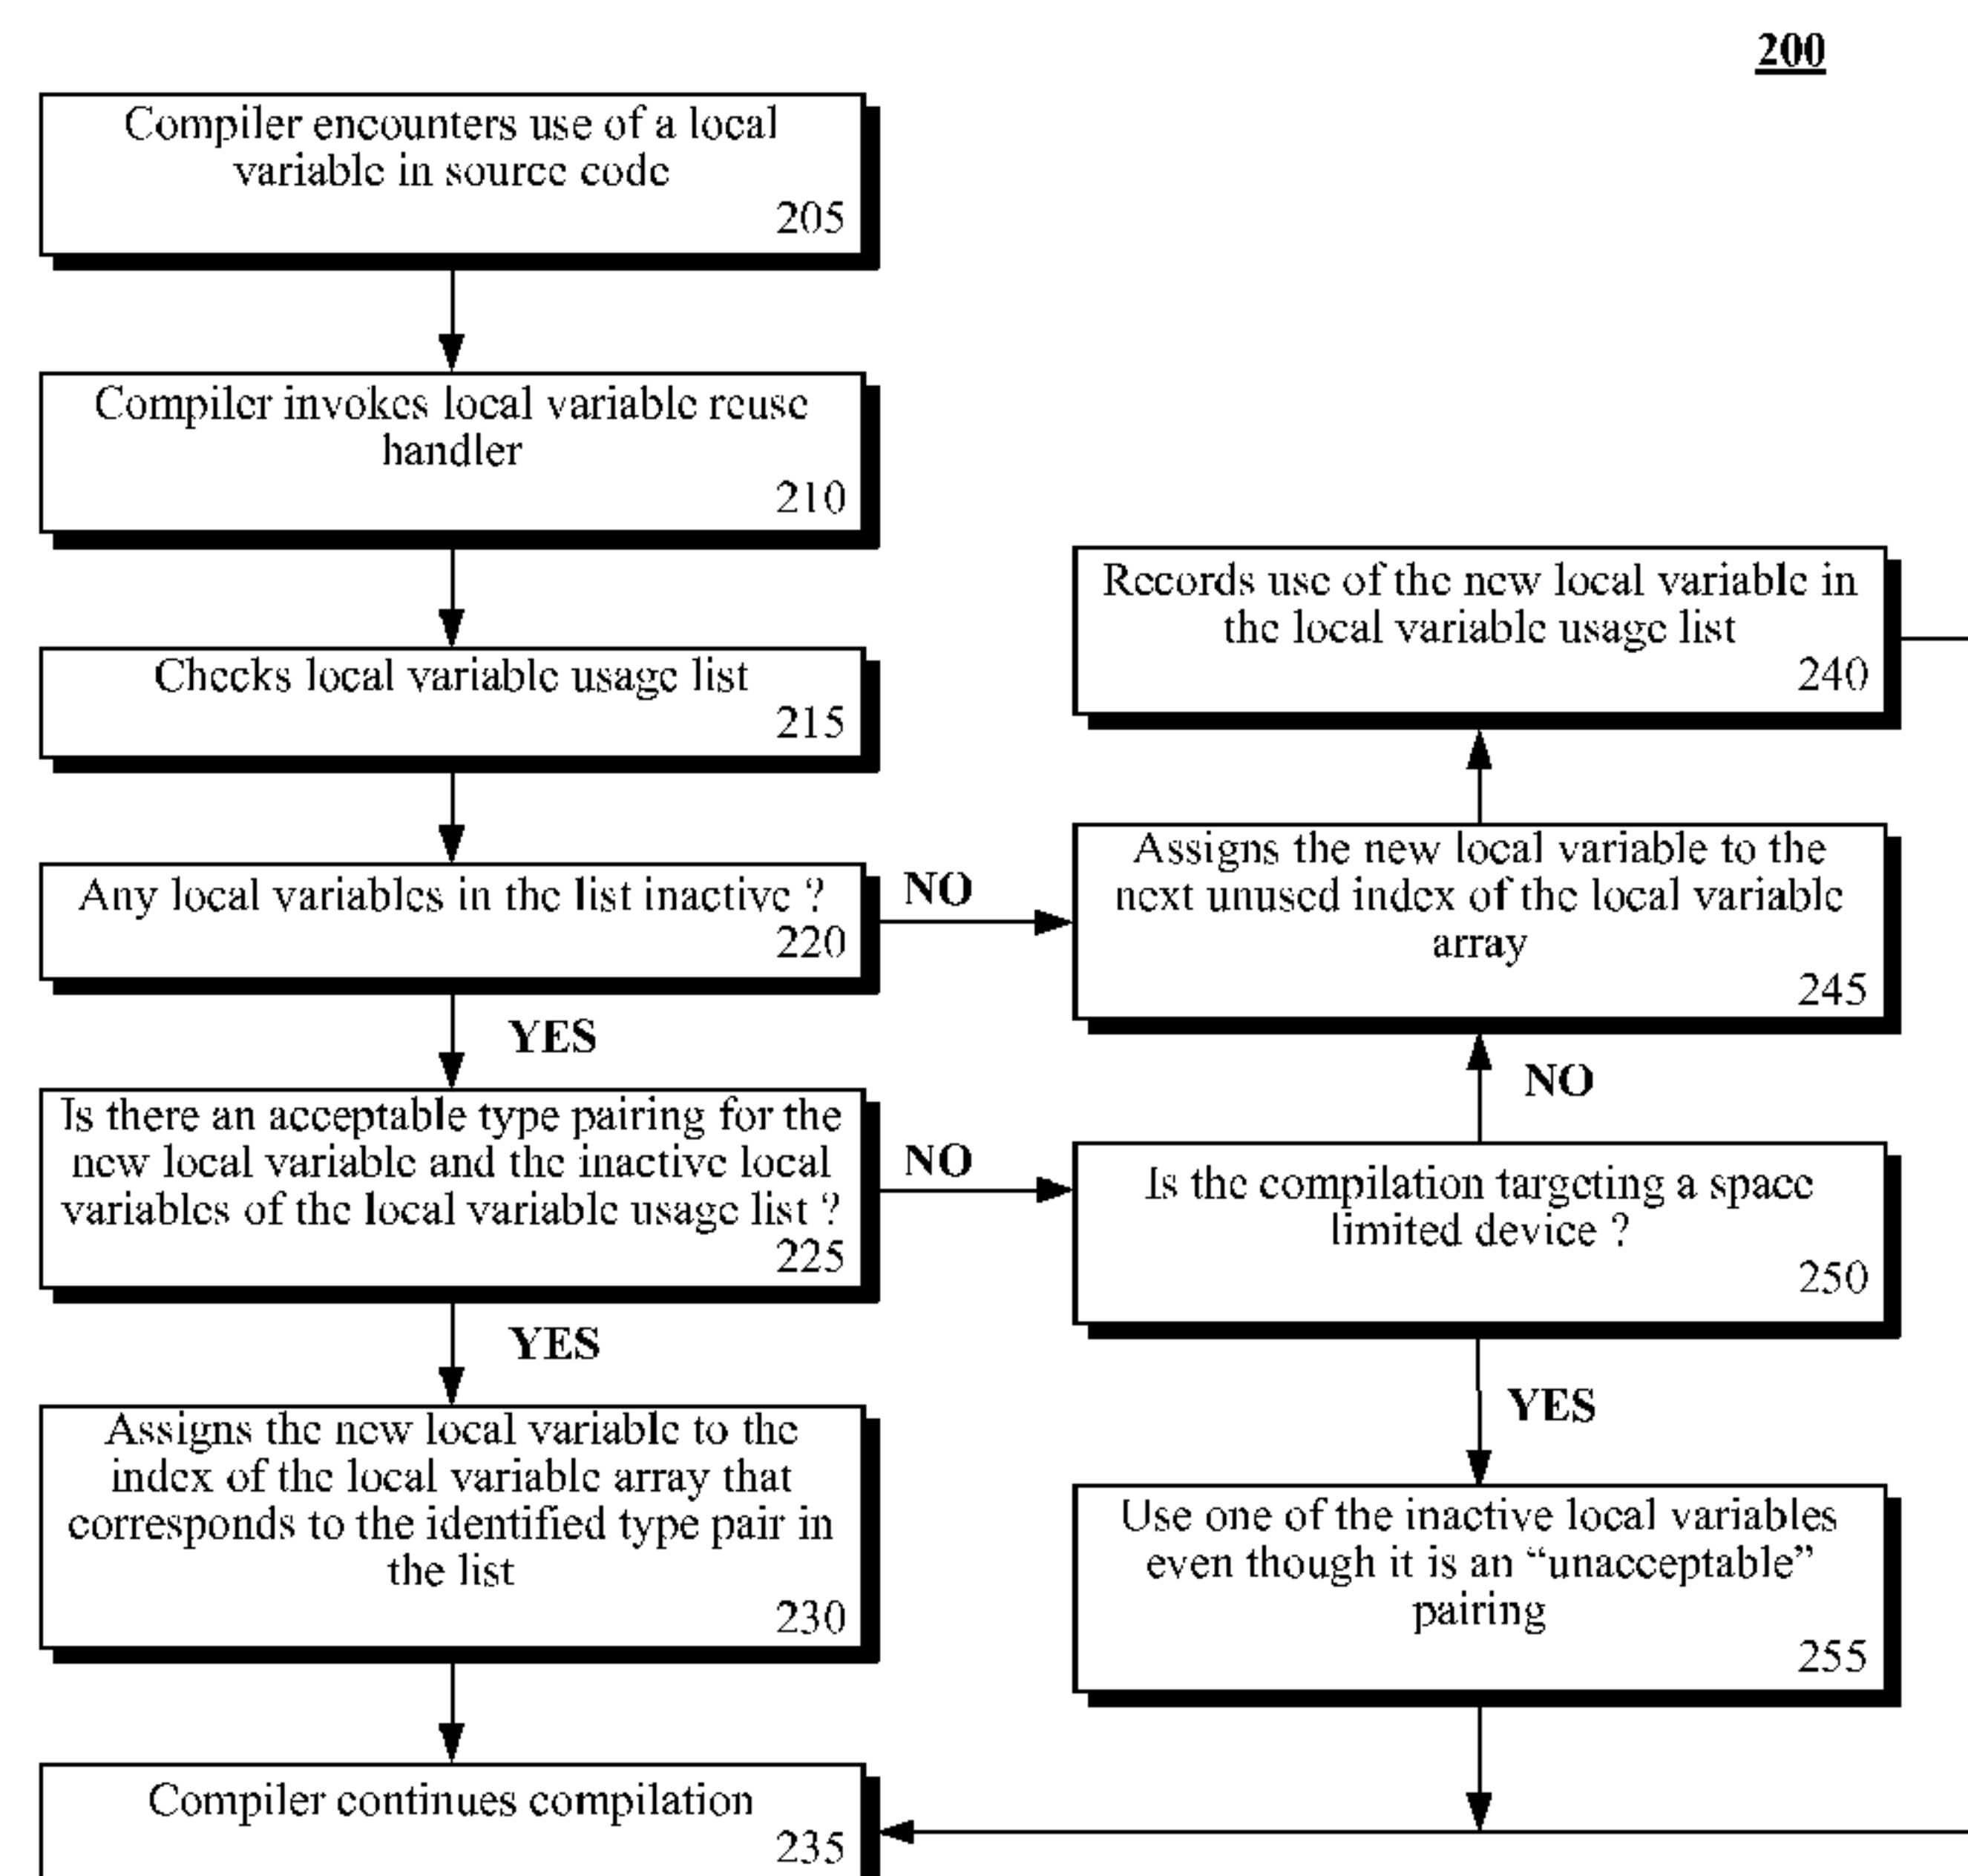 200
Compiler encounters use of a local
variable in source code
205
Compiler invokes local variable reuse
handler
210
Checks local variable usage list
215
Any local variables in the list inactive ?
220
NO
YES
Is there an acceptable type pairing for the
new local variable and the inactive local
variables of the local variable usage list ?
225
NO
YES
Assigns the new local variable to the
index of the local variable array that
corresponds to the identified type pair in
the list
230
Compiler continues compilation
235
Records use of the new local variable in
the local variable usage list
240
Assigns the new local variable to the
next unused index of the local variable
array
245
NO
Is the compilation targeting a space
limited device ?
250
YES
Use one of the inactive local variables
even though it is an “unacceptable”
pairing
255